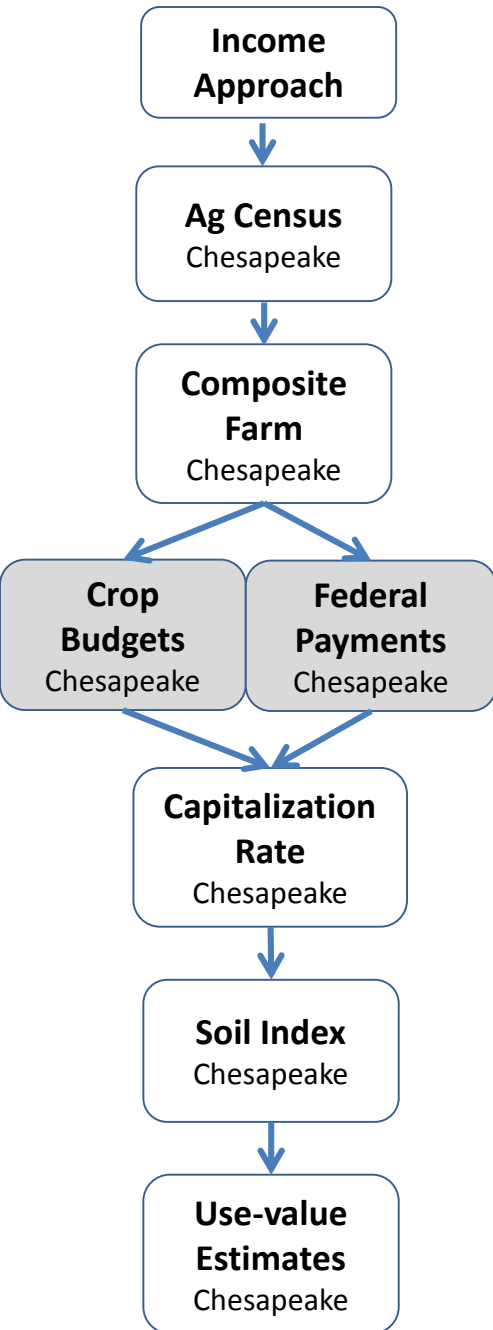 Income
Approach
Ag Census
Chesapeake
Composite
Farm
Chesapeake
Crop
Budgets
Chesapeake
Federal
Payments
Chesapeake
Capitalization
Rate
Chesapeake
Soil Index
Chesapeake
Use-value
Estimates
Chesapeake